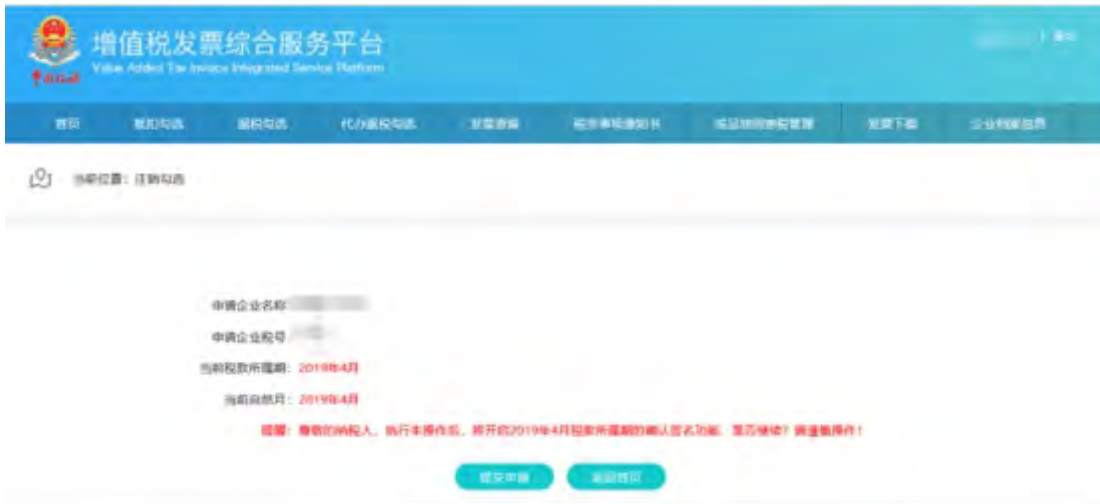 增值税发票综合服务平台
Value Added Tax Invoice Integrated Service Platform
中国税务
首页 抵扣勾选 退税勾选 代办退税勾选 发票查询 税务事项通知书 成品油消费税管理 发票下载 企业档案信息
当前位置：注销勾选
申请企业名称
申请企业税号
当前税款所属期：2019年4月
当前自然月：2019年4月
提醒：尊敬的纳税人，执行本操作后，将开启2019年4月税款所属期的确认签名功能，是否继续？请谨慎操作！
提交申请 返回首页